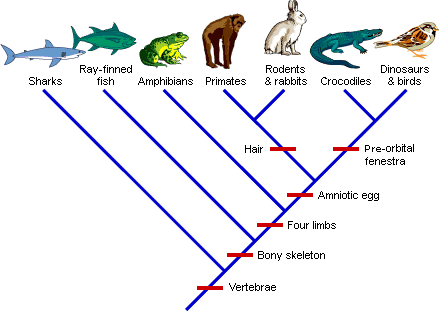 Sharks
Ray-finned
fish
Amphibians
Primates
Rodents
& rabbits
Crocodiles
Dinosaurs
& birds
Hair
Pre-orbital
fenestra
Amniotic egg
Four limbs
Bony skeleton
Vertebrae